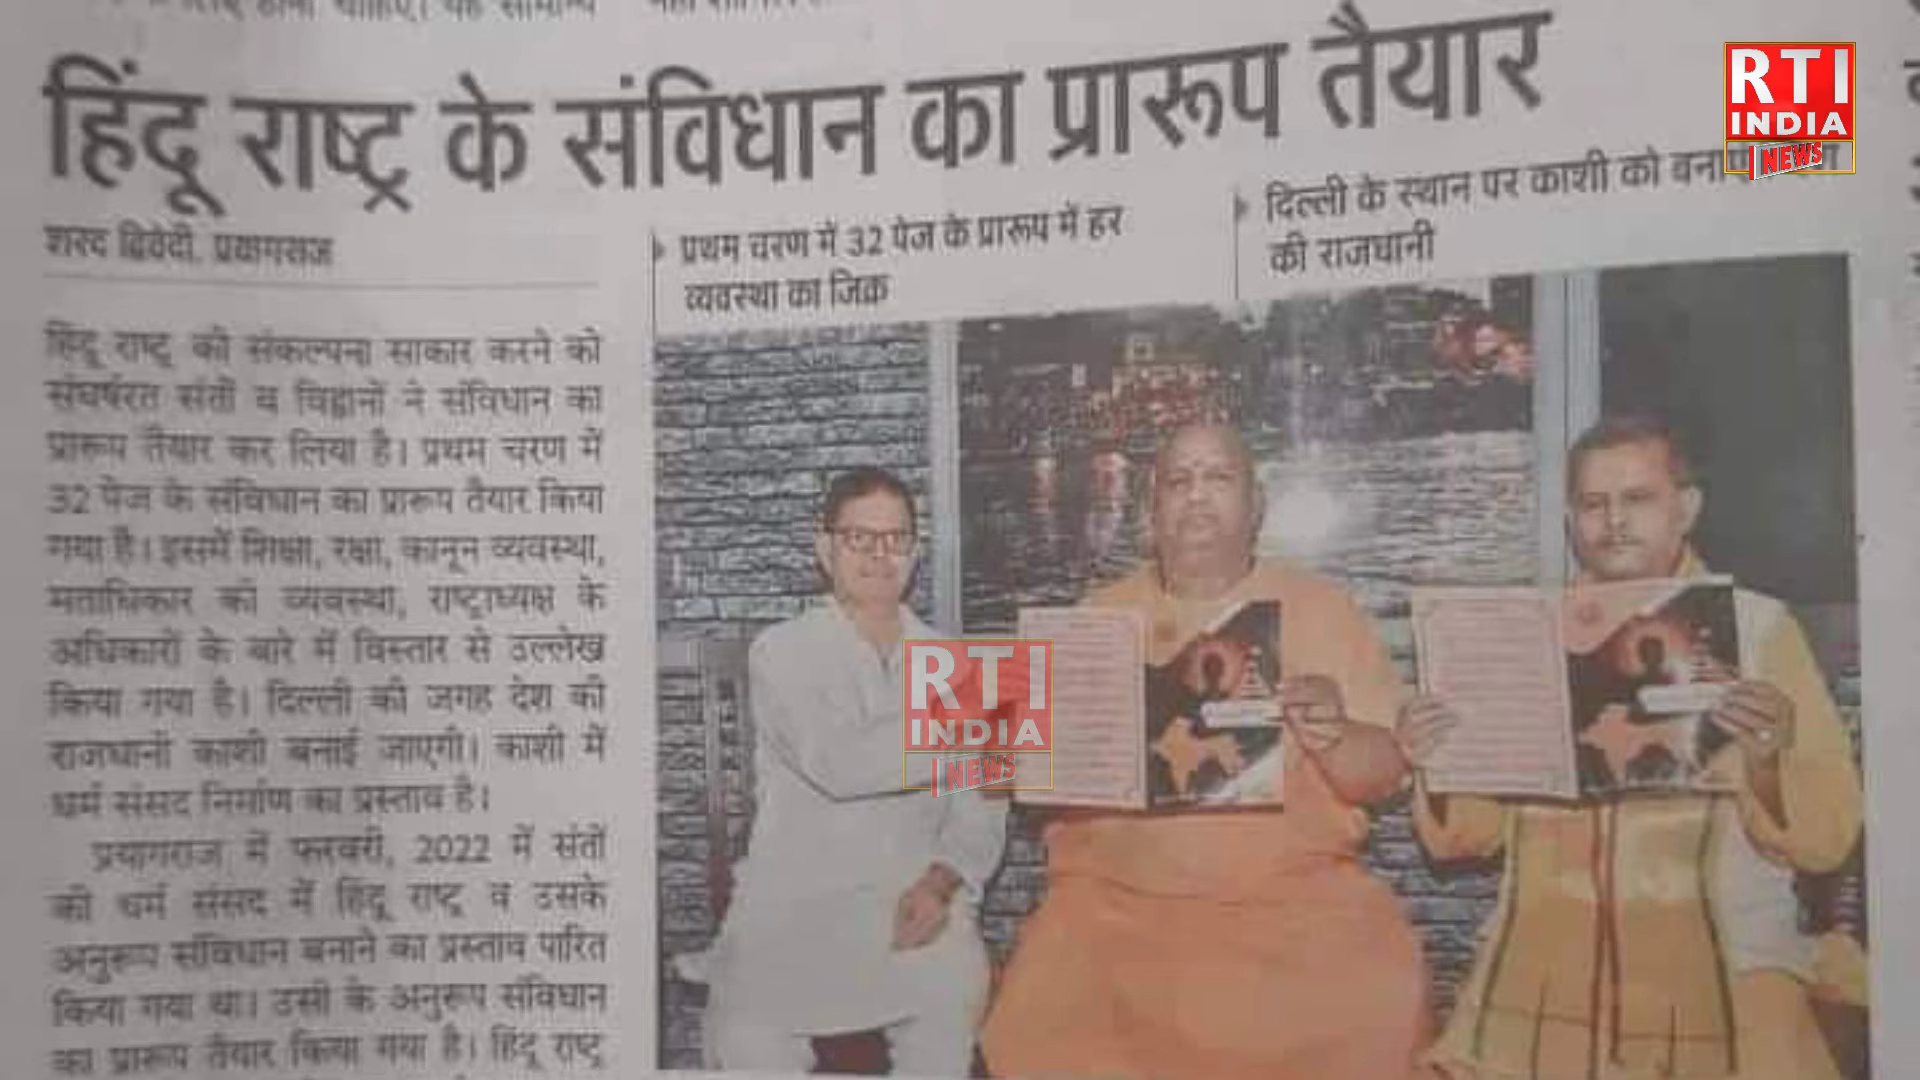 हिंदू राष्ट्र के संविधान का प्रारूप तैयार
शरद द्विवेदी, प्रयागराज
हिंदू राष्ट्र की संकल्पना साकार करने को
संघर्षरत संतों व विद्वानों ने संविधान का
प्रारूप तैयार कर लिया है। प्रथम चरण में
32 पेज के संविधान का प्रारूप तैयार किया
गया है। इसमें शिक्षा, रक्षा, कानून व्यवस्था,
मताधिकार की व्यवस्था, राष्ट्राध्यक्ष के
अधिकारों के बारे में विस्तार से उल्लेख
किया गया है। दिल्ली की जगह देश की
राजधानी काशी बनाई जाएगी। काशी में
धर्म संसद निर्माण का प्रस्ताव है।
प्रयागराज में फरवरी, 2022 में संतों
की धर्म संसद में हिंदू राष्ट्र व उसके
अनुरूप संविधान बनाने का प्रस्ताव पारित
किया गया था। उसी के अनुरूप संविधान
का प्रारूप तैयार किया गया है। हिंदू राष्ट्र
प्रथम चरण में 32 पेज के प्रारूप में हर
व्यवस्था का जिक्र
दिल्ली के स्थान पर काशी को
की राजधानी
RTI
INDIA
NEWS
RTI
INDIA
NEWS